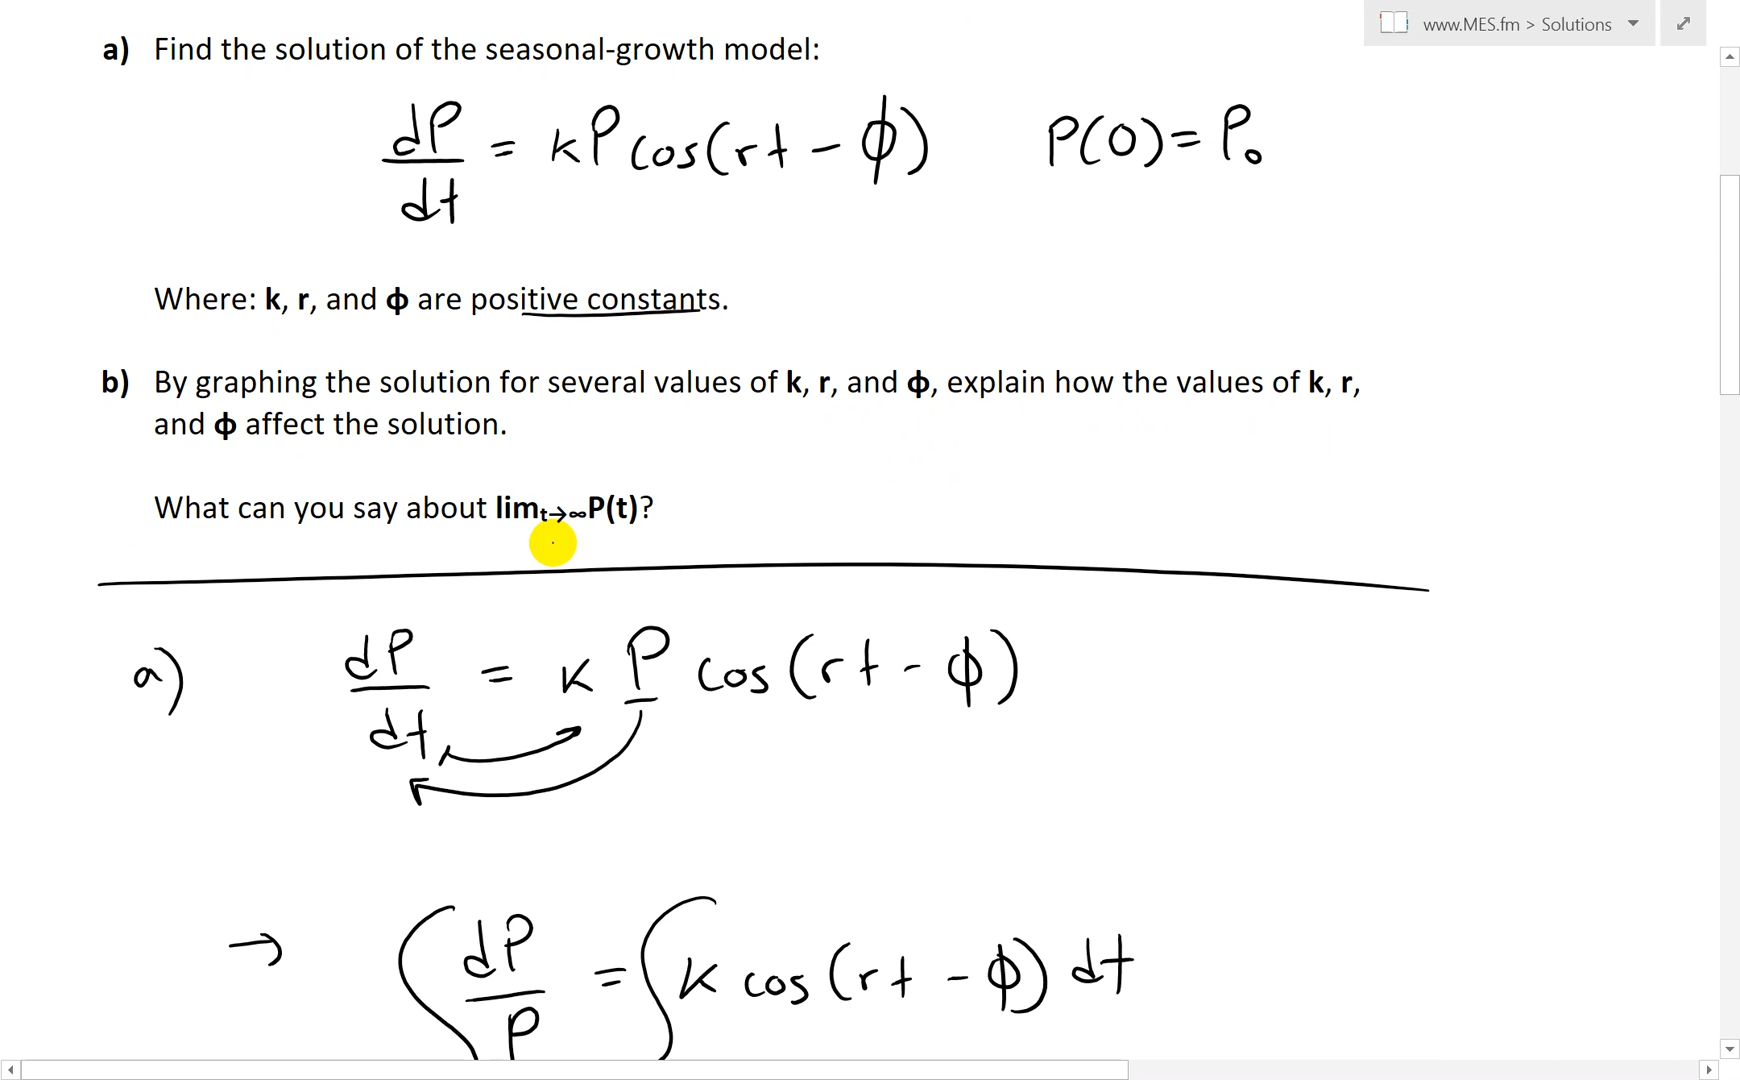 www.MES.fm > Solutions
a) Find the solution of the seasonal-growth model:
dP/dt = kP cos(rt - ϕ) P(0) = P₀
Where: k, r, and ϕ are positive constants.
b) By graphing the solution for several values of k, r, and ϕ, explain how the values of k, r,
and ϕ affect the solution.
What can you say about limₜ→∞P(t)?
a) dP/dt = k P cos(rt - ϕ)
→ ∫ dP/P = ∫ k cos(rt - ϕ) dt